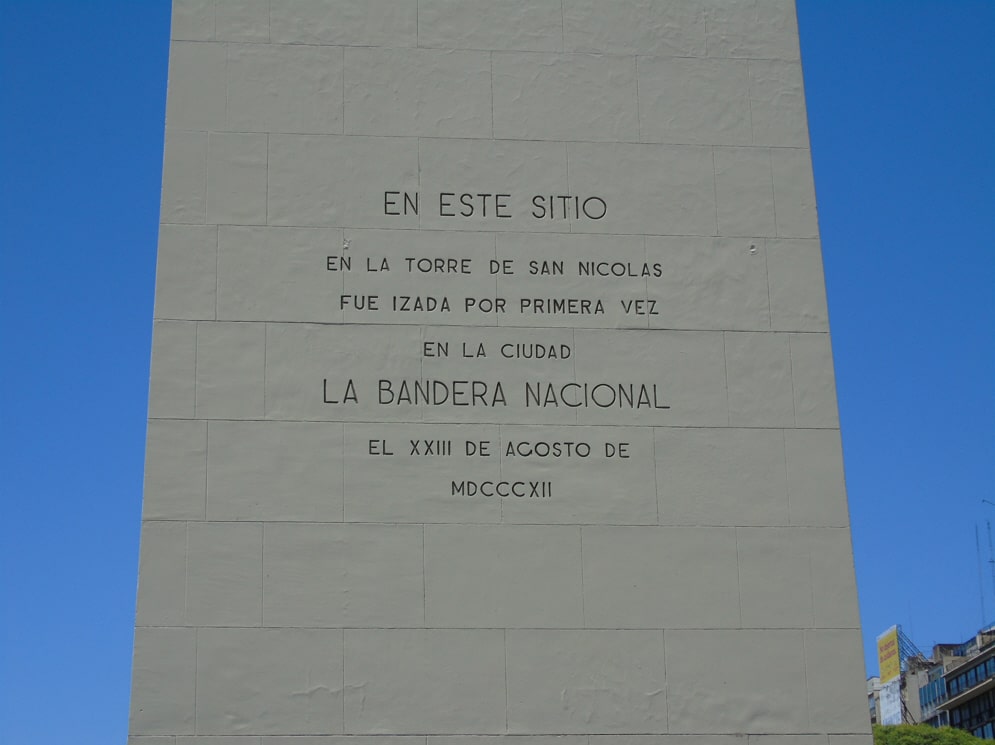 EN ESTE SITIO
EN LA TORRE DE SAN NICOLAS
FUE IZADA POR PRIMERA VEZ
EN LA CIUDAD
LA BANDERA NACIONAL
EL XXIII DE AGOSTO DE
MDCCCXII